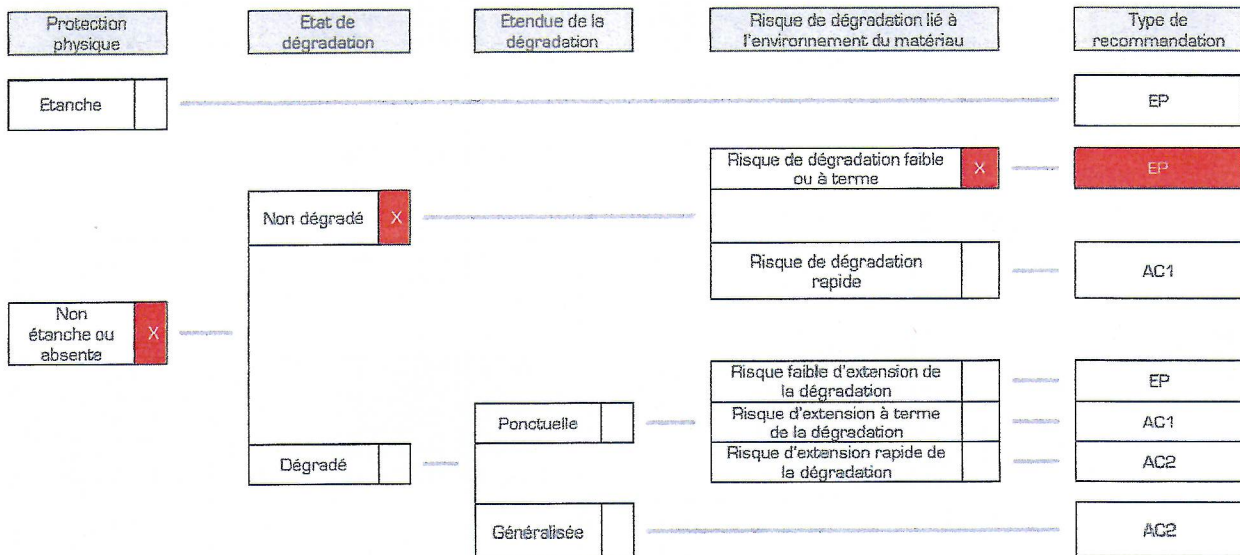 Protection
physique
Etat de
dégradation
Etendue de la
dégradation
Risque de dégradation lié à
l'environnement du matériau
Type de
recommandation
Etanche
EP
Risque de dégradation faible
ou à terme
X
EP
Non dégradé
X
Risque de dégradation
rapide
AC1
Non
étanche ou
absente
X
Risque faible d'extension de
la dégradation
EP
Ponctuelle
Risque d'extension à terme
de la dégradation
AC1
Dégradé
Risque d'extension rapide de
la dégradation
AC2
Généralisée
AC2